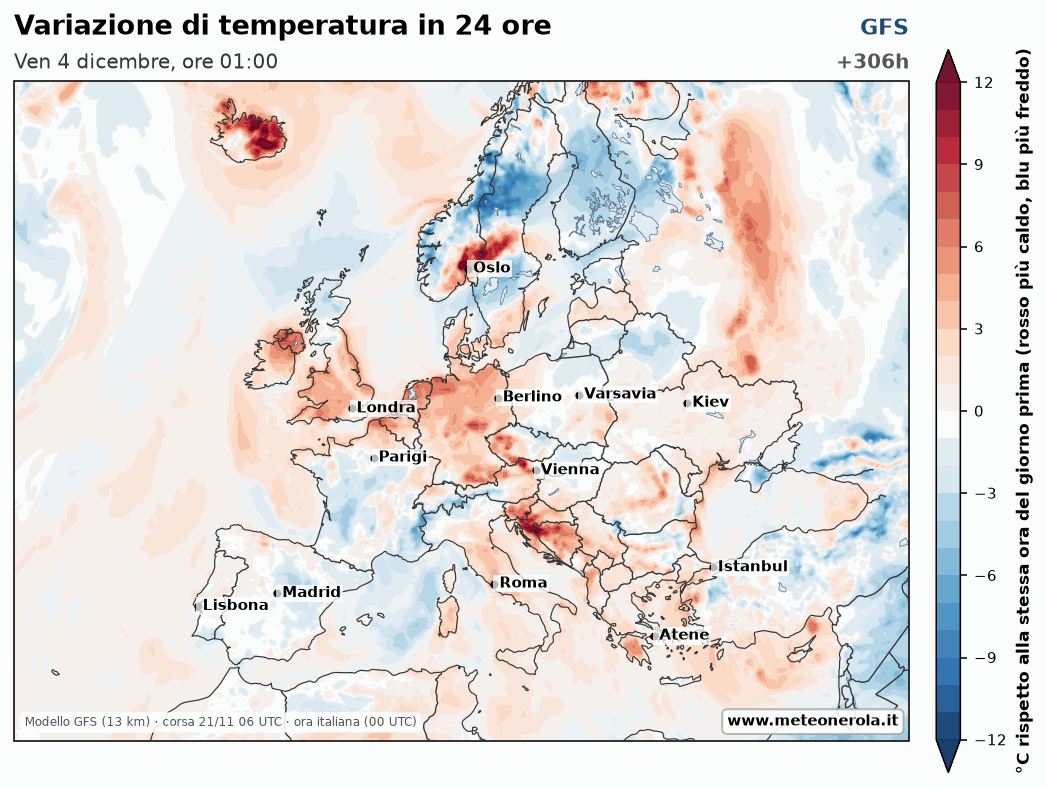 Variazione di temperatura in 24 ore
GFS
Ven 4 dicembre, ore 01:00
+306h
Oslo
Londra
Berlino
Varsavia
Kiev
Parigi
Vienna
Istanbul
Roma
Madrid
Lisbona
Atene
Modello GFS (13 km) · corsa 21/11 06 UTC · ora italiana (00 UTC)
www.meteonerola.it
12
9
6
3
0
−3
−6
−9
−12
°C rispetto alla stessa ora del giorno prima (rosso più caldo, blu più freddo)